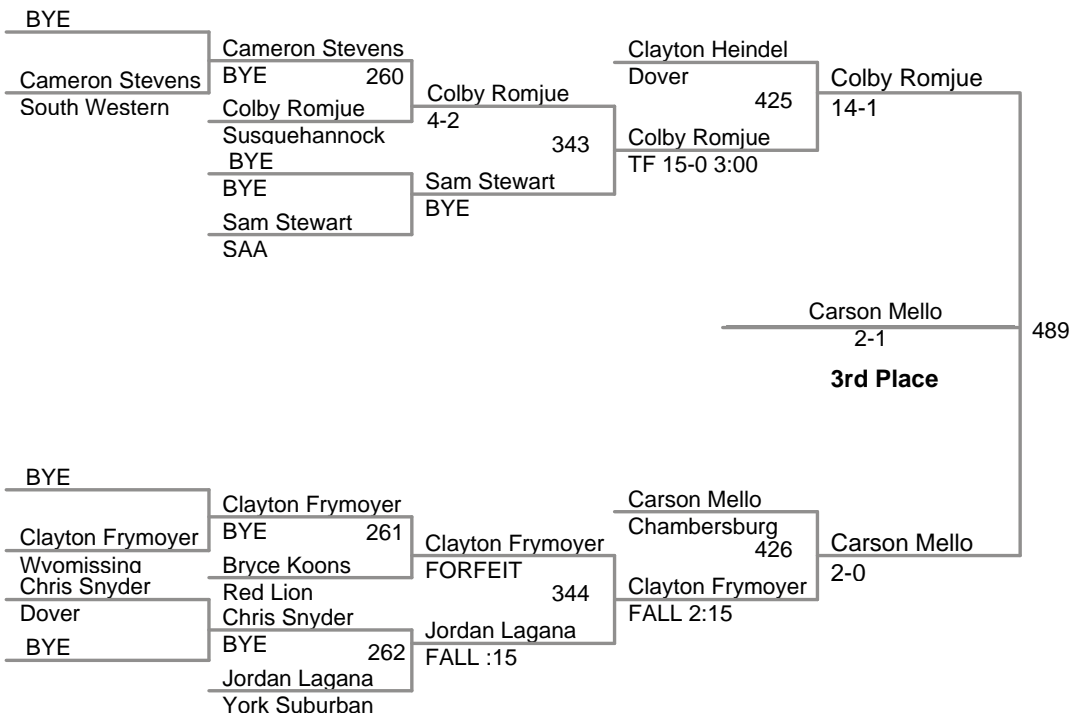 BYE
Cameron Stevens
South Western
Cameron Stevens
BYE
260
Colby Romjue
Susquehannock
BYE
BYE
Sam Stewart
SAA
Colby Romjue
4-2
343
Sam Stewart
BYE
Clayton Heindel
Dover
425
Colby Romjue
TF 15-0 3:00
Colby Romjue
14-1
Carson Mello
2-1
489
3rd Place
BYE
Clayton Frymoyer
Wyomissing
Chris Snyder
Dover
BYE
Clayton Frymoyer
BYE
261
Bryce Koons
Red Lion
Chris Snyder
BYE
262
Jordan Lagana
York Suburban
Clayton Frymoyer
FORFEIT
344
Jordan Lagana
FALL :15
Carson Mello
Chambersburg
426
Clayton Frymoyer
FALL 2:15
Carson Mello
2-0